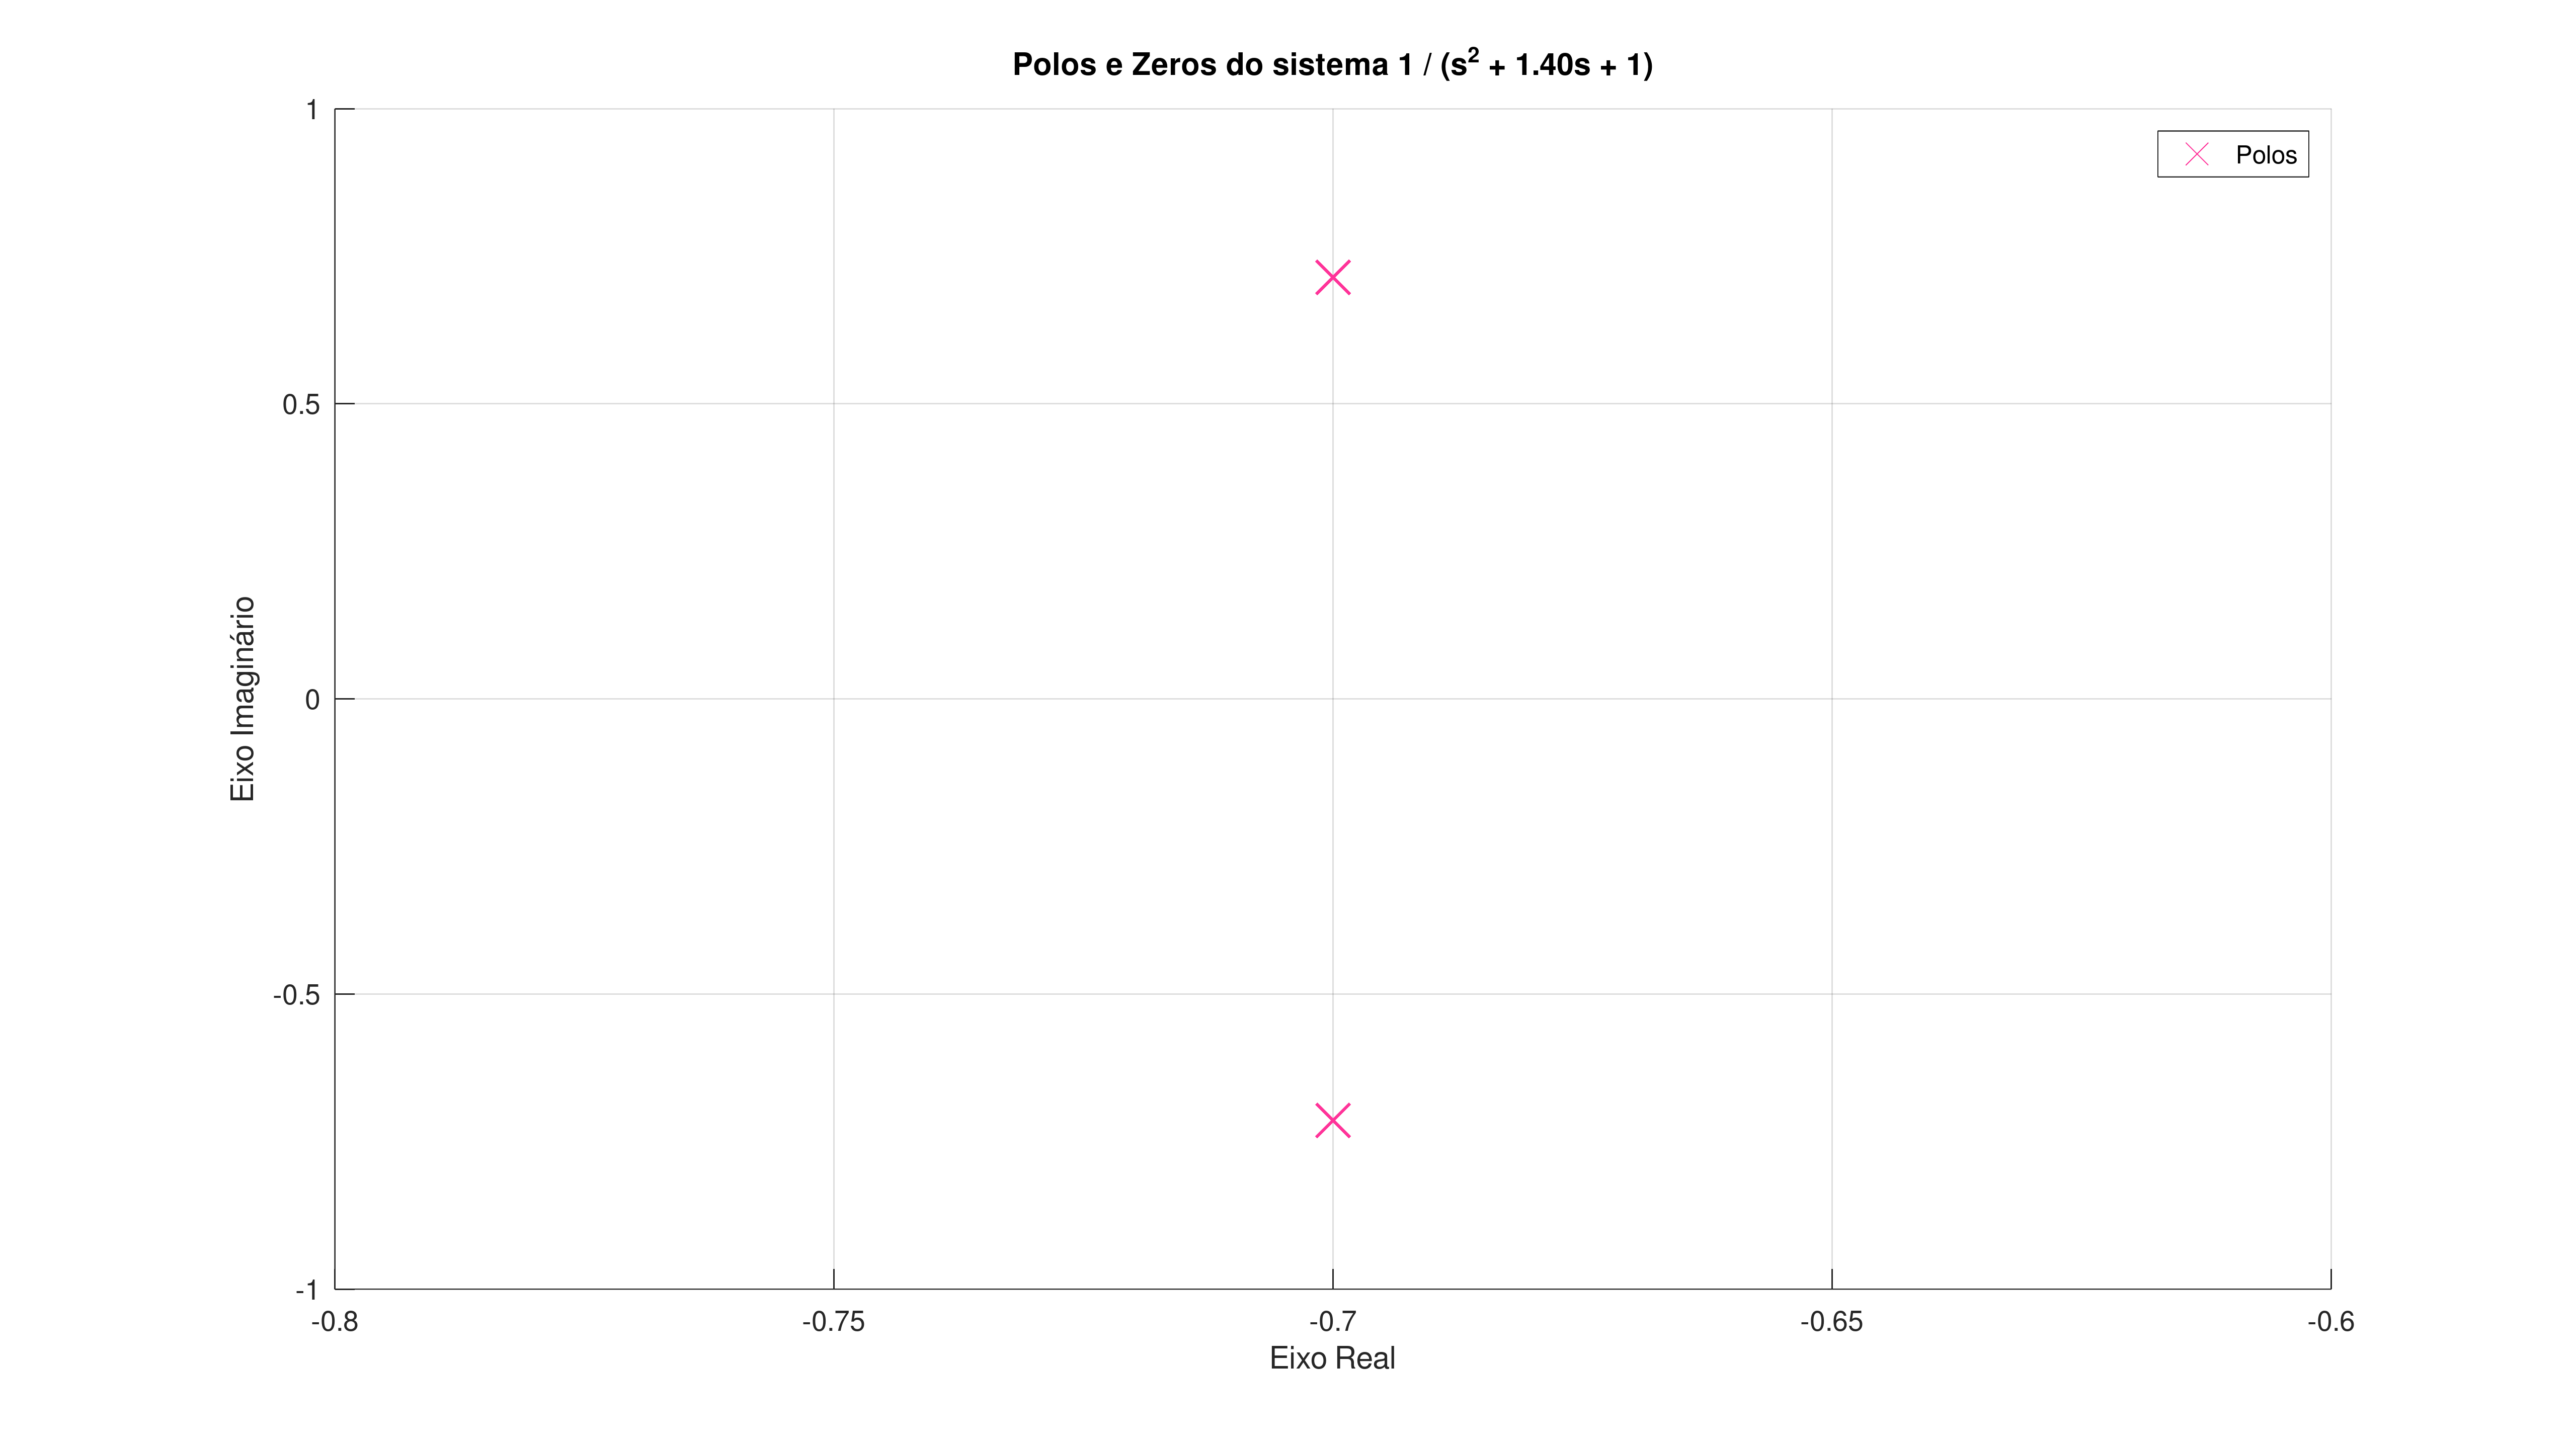 Polos e Zeros do sistema 1 / (s² + 1.40s + 1)
1
Polos
0.5
0
-0.5
-1
Eixo Imaginário
-0.8 -0.75 -0.7 -0.65 -0.6
Eixo Real